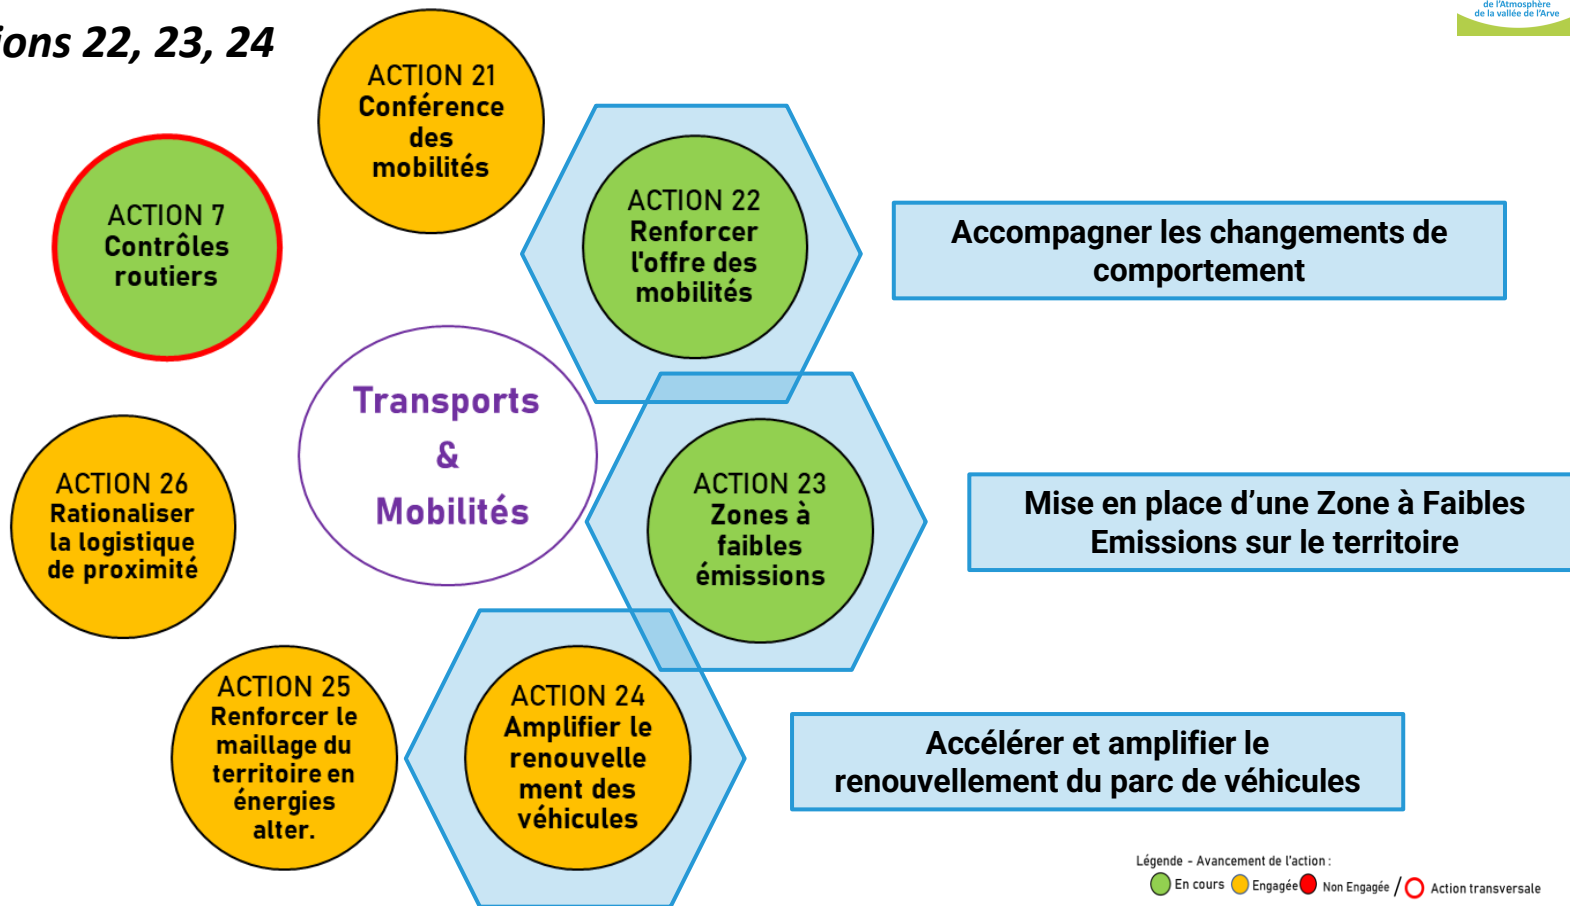 ions 22, 23, 24
de l'Atmosphère
de la vallée de l'Arve
ACTION 21
Conférence
des
mobilités
ACTION 7
Contrôles
routiers
ACTION 22
Renforcer
l'offre des
mobilités
Accompagner les changements de
comportement
Transports
&
Mobilités
ACTION 26
Rationaliser
la logistique
de proximité
ACTION 23
Zones à
faibles
émissions
Mise en place d’une Zone à Faibles
Emissions sur le territoire
ACTION 25
Renforcer le
maillage du
territoire en
énergies
alter.
ACTION 24
Amplifier le
renouvelle
ment des
véhicules
Accélérer et amplifier le
renouvellement du parc de véhicules
Légende - Avancement de l'action :
En cours Engagée Non Engagée / Action transversale